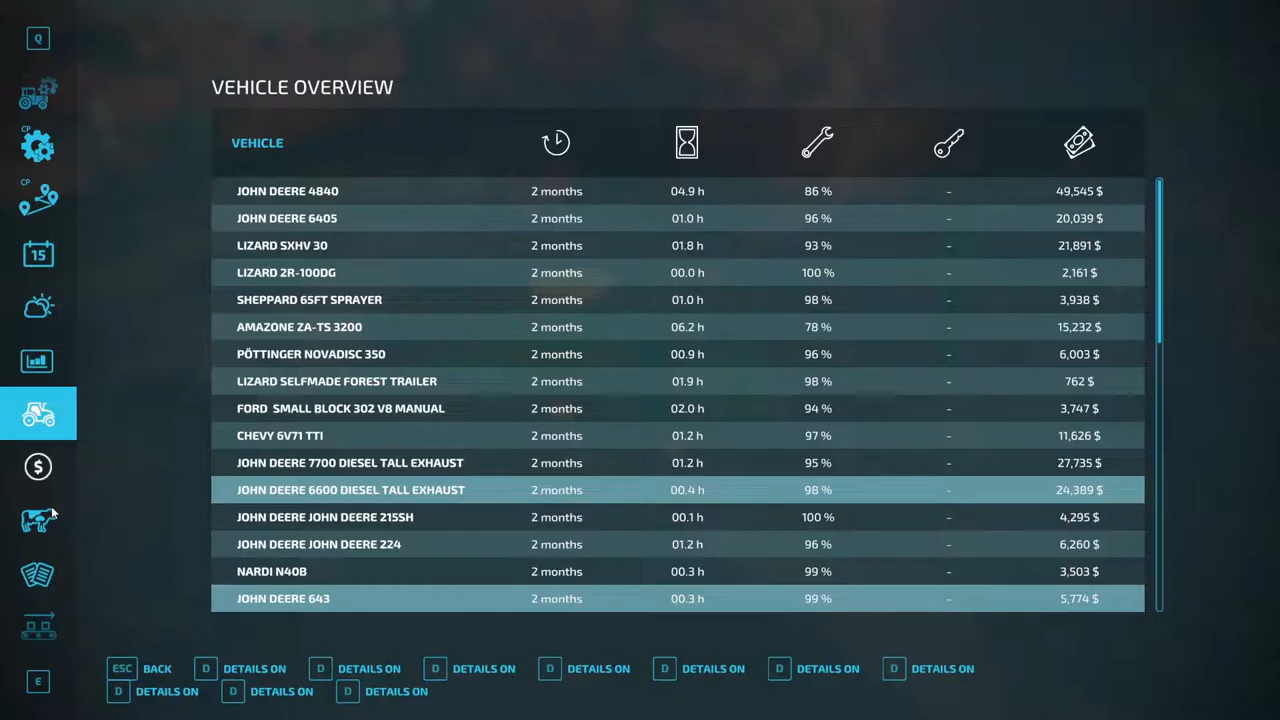 Q
VEHICLE OVERVIEW
VEHICLE
CP
CP
15
JOHN DEERE 4840 2 months 04.9 h 86 % - 49,545 $
JOHN DEERE 6405 2 months 01.0 h 96 % - 20,039 $
LIZARD SXHV 30 2 months 01.8 h 93 % - 21,891 $
LIZARD 2R-100DG 2 months 00.0 h 100 % - 2,161 $
SHEPPARD 65FT SPRAYER 2 months 01.0 h 98 % - 3,938 $
AMAZONE ZA-TS 3200 2 months 06.2 h 78 % - 15,232 $
PÖTTINGER NOVADISC 350 2 months 00.9 h 96 % - 6,003 $
LIZARD SELFMADE FOREST TRAILER 2 months 01.9 h 98 % - 762 $
FORD SMALL BLOCK 302 V8 MANUAL 2 months 02.0 h 94 % - 3,747 $
CHEVY 6V71 TTI 2 months 01.2 h 97 % - 11,626 $
JOHN DEERE 7700 DIESEL TALL EXHAUST 2 months 01.2 h 95 % - 27,735 $
$
JOHN DEERE 6600 DIESEL TALL EXHAUST 2 months 00.4 h 98 % - 24,389 $
JOHN DEERE JOHN DEERE 215SH 2 months 00.1 h 100 % - 4,295 $
JOHN DEERE JOHN DEERE 224 2 months 01.2 h 96 % - 6,260 $
NARDI N40B 2 months 00.3 h 99 % - 3,503 $
JOHN DEERE 643 2 months 00.3 h 99 % - 5,774 $
E
ESC BACK D DETAILS ON D DETAILS ON D DETAILS ON D DETAILS ON D DETAILS ON D DETAILS ON D DETAILS ON
D DETAILS ON D DETAILS ON D DETAILS ON